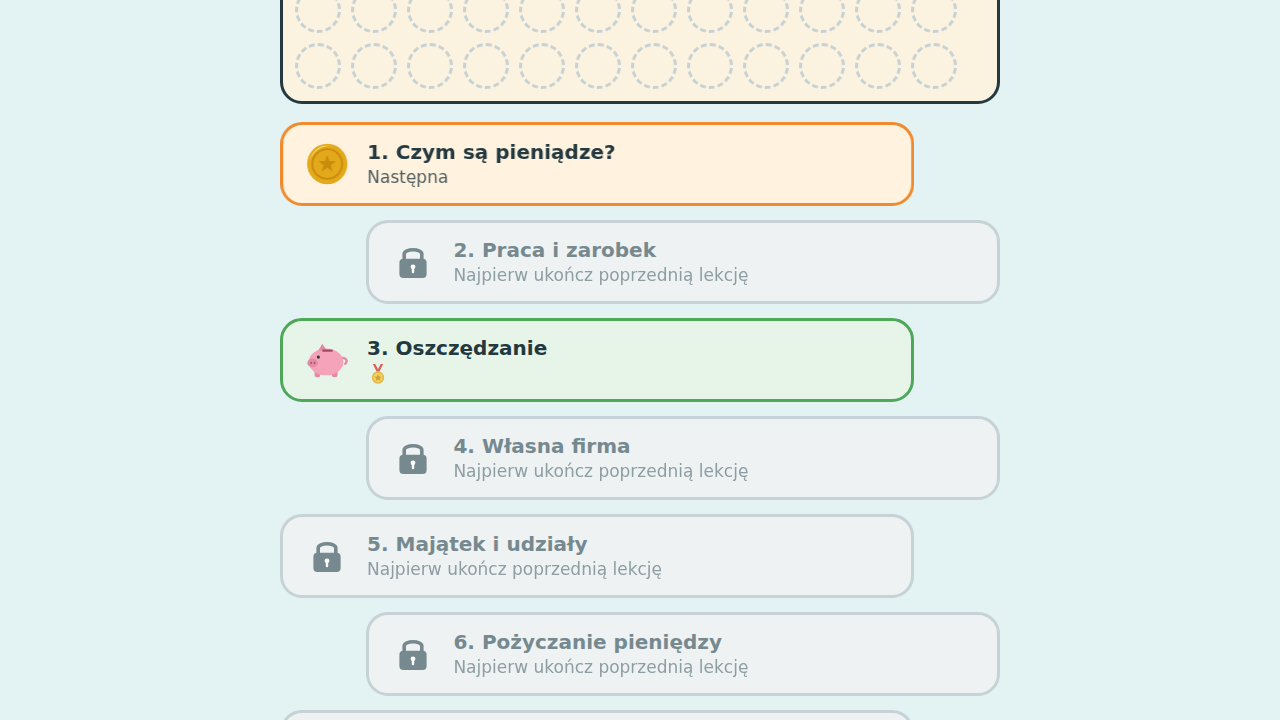 1. Czym są pieniądze?
Następna
2. Praca i zarobek
Najpierw ukończ poprzednią lekcję
3. Oszczędzanie
4. Własna firma
Najpierw ukończ poprzednią lekcję
5. Majątek i udziały
Najpierw ukończ poprzednią lekcję
6. Pożyczanie pieniędzy
Najpierw ukończ poprzednią lekcję